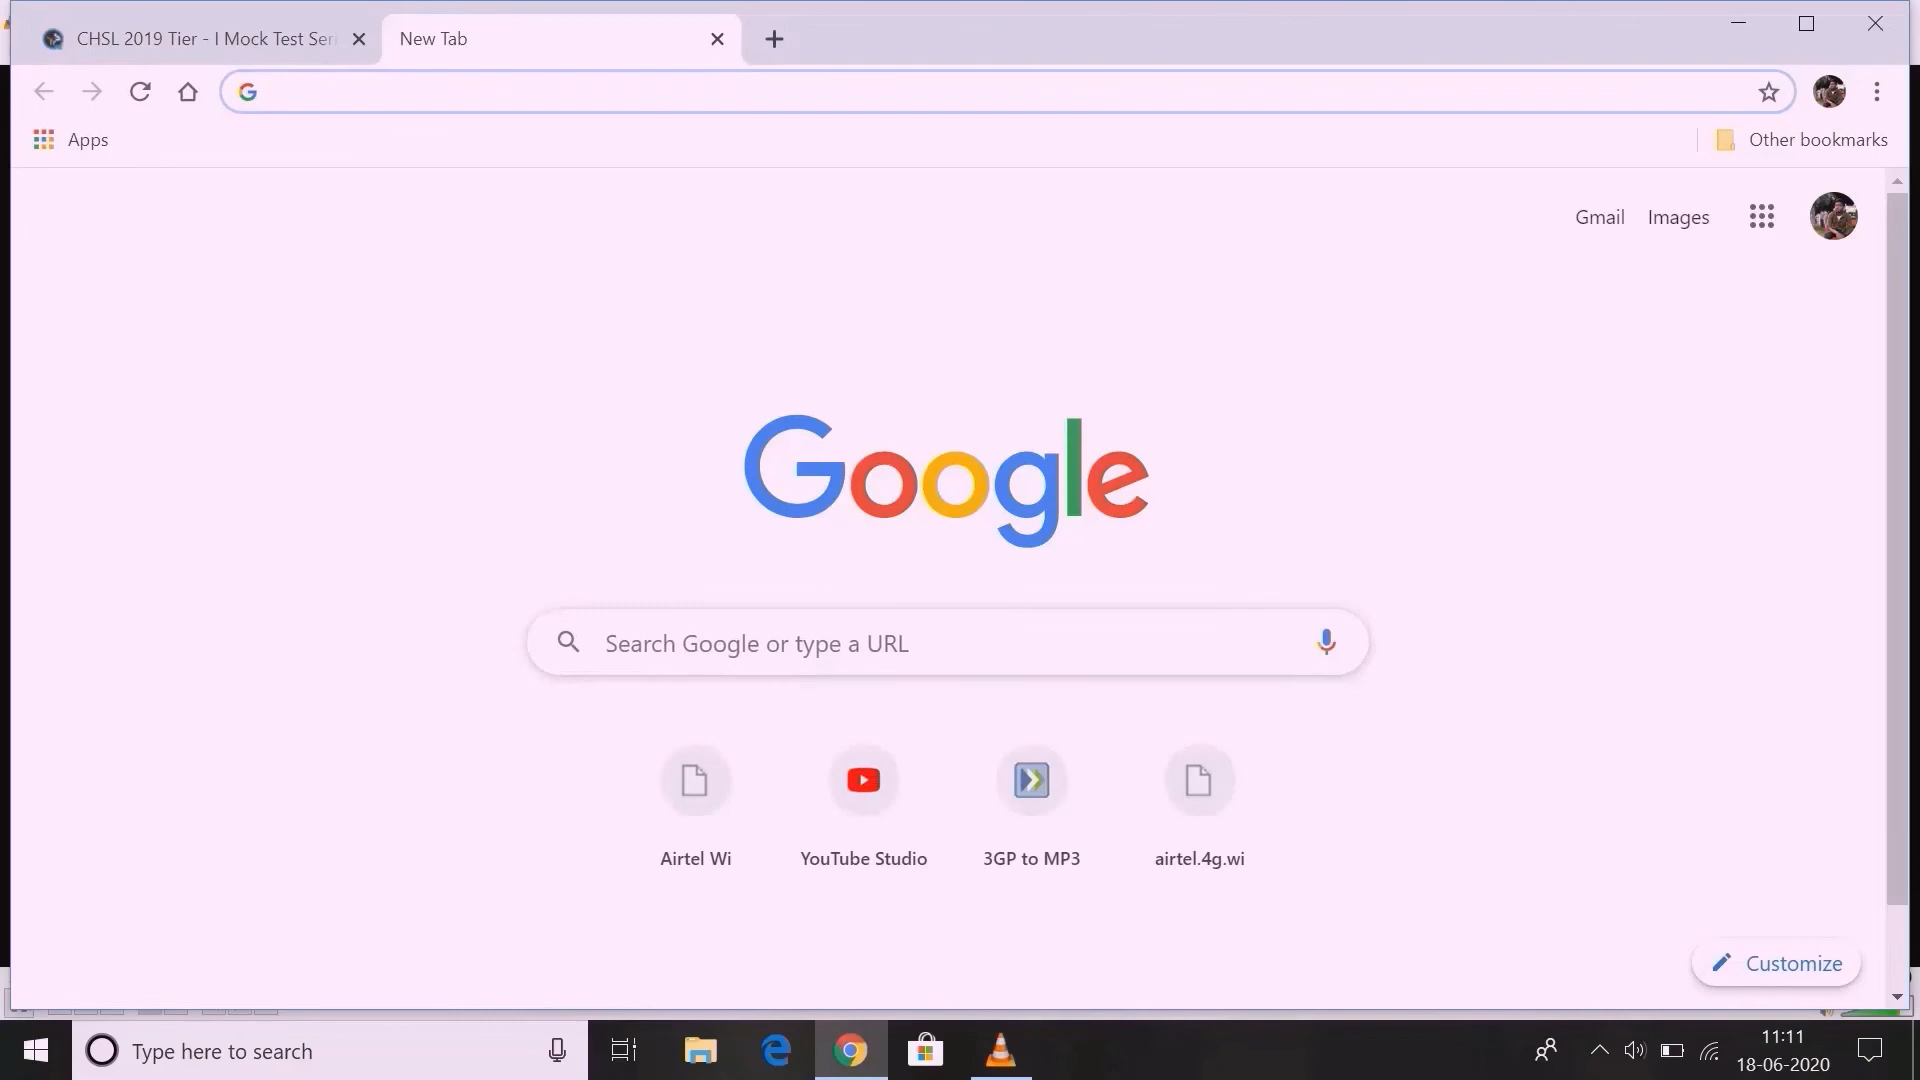 CHSL 2019 Tier - I Mock Test Seri
New Tab
Apps
Other bookmarks
Gmail
Images
Google
Search Google or type a URL
Airtel Wi
YouTube Studio
3GP to MP3
airtel.4g.wi
Customize
Type here to search
11:11
18-06-2020